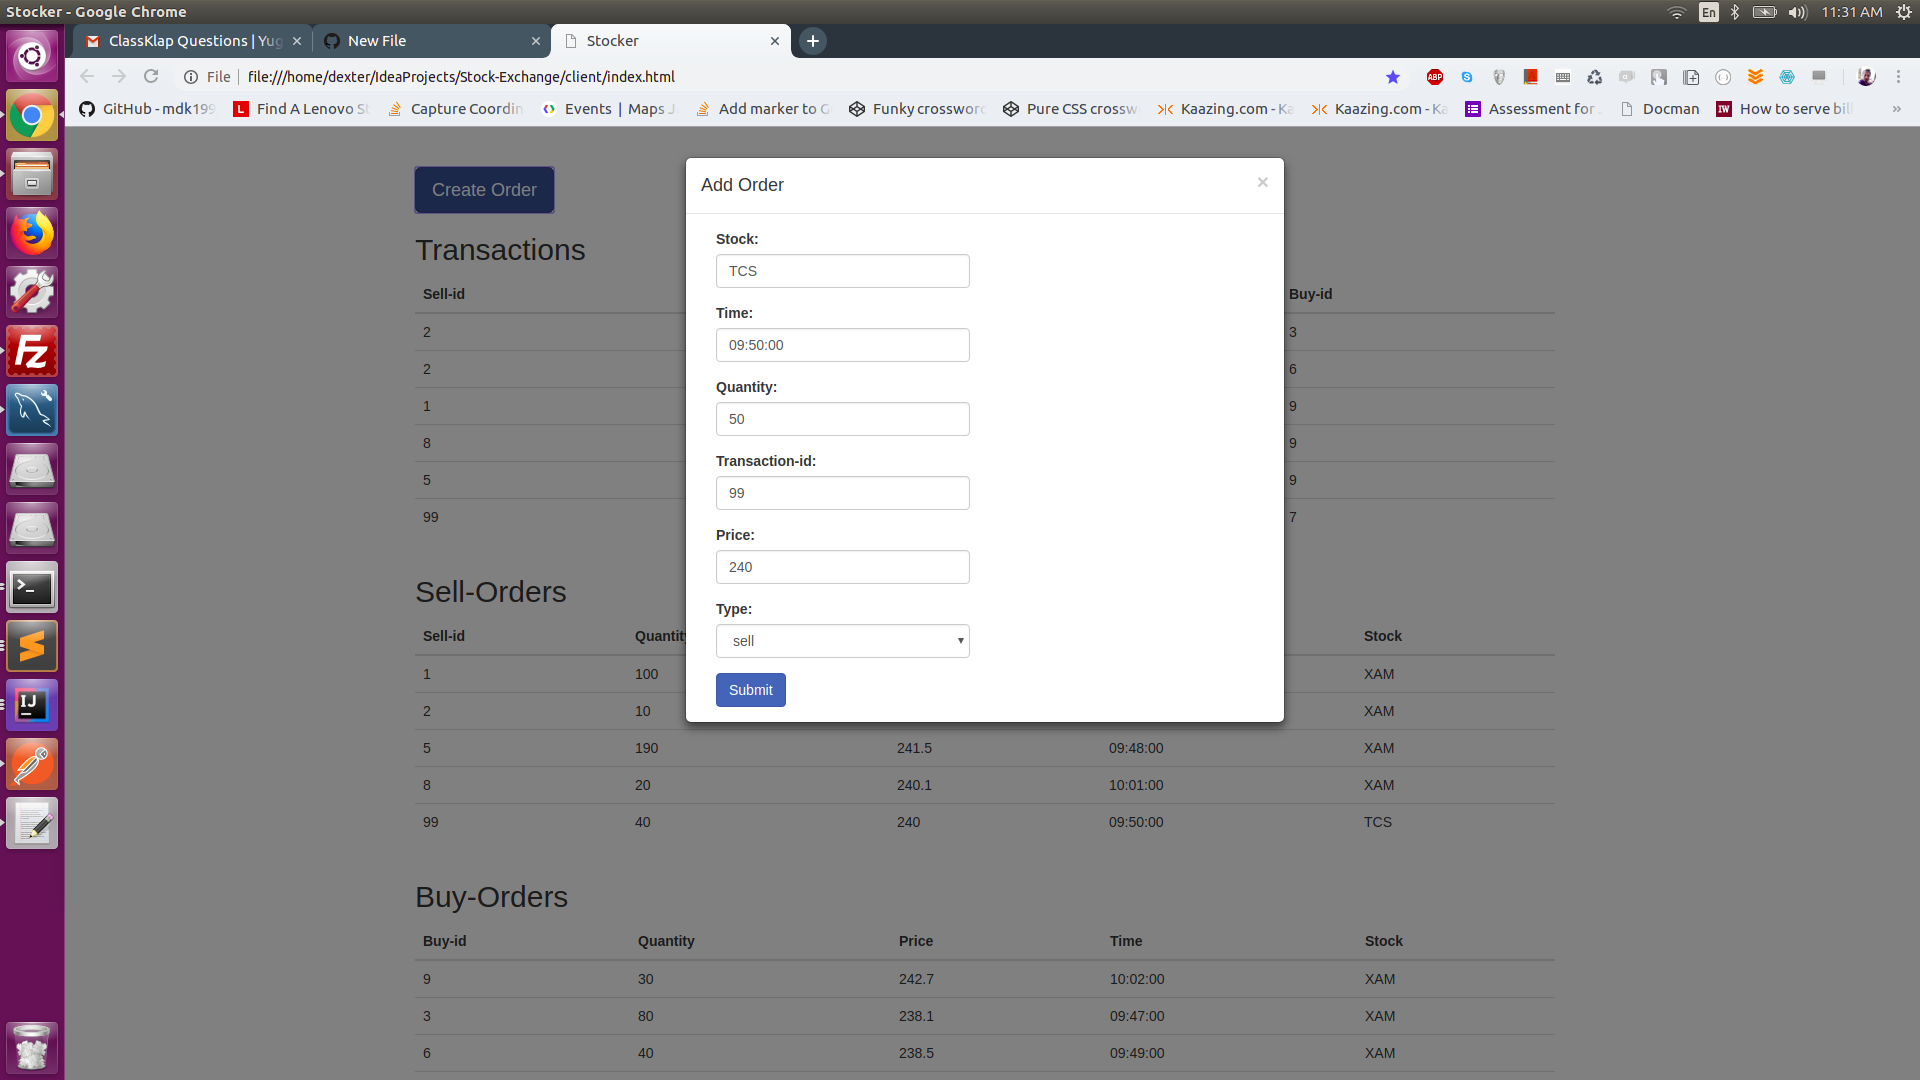 Stocker - Google Chrome
En
11:31 AM
ClassKlap Questions | Yug
New File
Stocker
File
file:///home/dexter/IdeaProjects/Stock-Exchange/client/index.html
ABP
GitHub - mdk199
Find A Lenovo S
Capture Coordin
Events | Maps J
Add marker to G
Funky crossword
Pure CSS crossw
Kaazing.com - Ka
Kaazing.com - Ka
Assessment for
Docman
How to serve bill
Create Order
Add Order
Stock:
TCS
Time:
09:50:00
Quantity:
50
Transaction-id:
99
Price:
240
Type:
sell
Submit
Transactions
Sell-id Buy-id
2 3
2 6
1 9
8 9
5 9
99 7
Sell-Orders
Sell-id Quantity Stock
1 100 XAM
2 10 XAM
5 190 241.5 09:48:00 XAM
8 20 240.1 10:01:00 XAM
99 40 240 09:50:00 TCS
Buy-Orders
Buy-id Quantity Price Time Stock
9 30 242.7 10:02:00 XAM
3 80 238.1 09:47:00 XAM
6 40 238.5 09:49:00 XAM